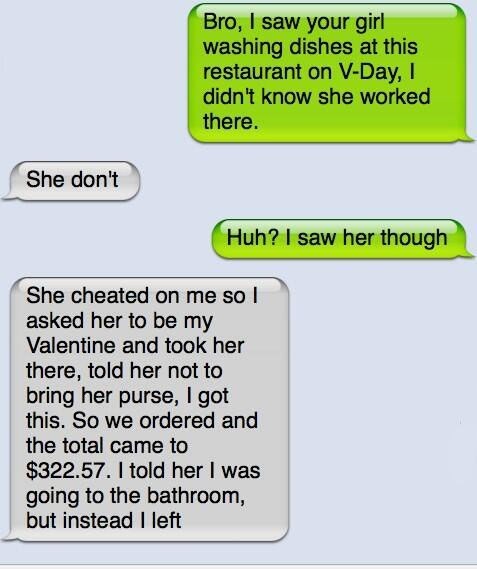 Bro, I saw your girl
washing dishes at this
restaurant on V-Day, I
didn't know she worked
there.
She don't
Huh? I saw her though
She cheated on me so I
asked her to be my
Valentine and took her
there, told her not to
bring her purse, I got
this. So we ordered and
the total came to
$322.57. I told her I was
going to the bathroom,
but instead I left